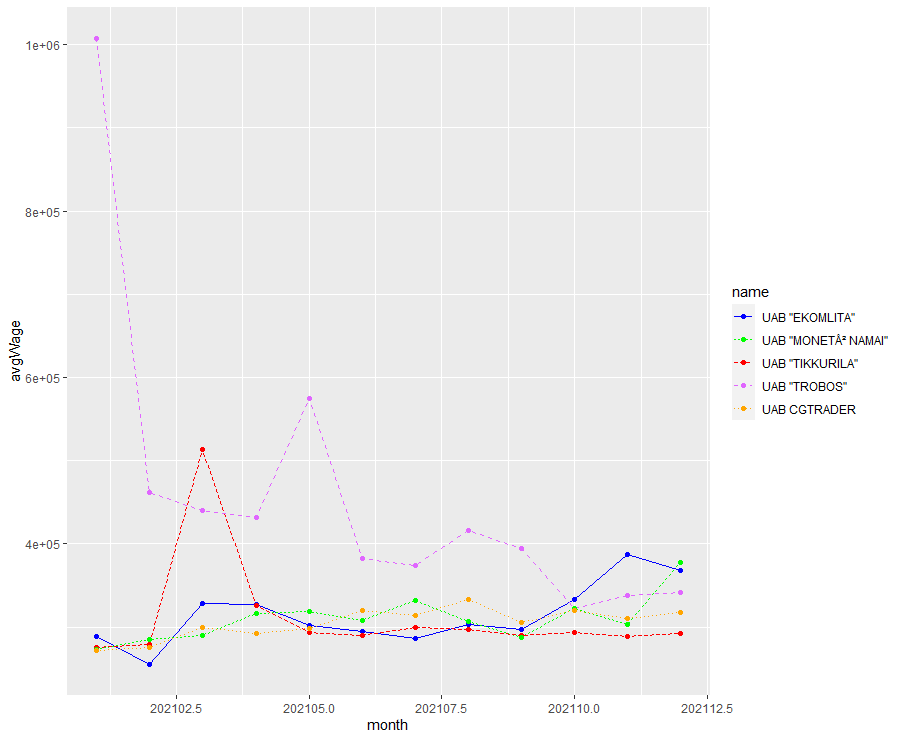 1e+06
8e+05
6e+05
4e+05
avgWage
202102.5
202105.0
202107.5
202110.0
202112.5
month
name
UAB "EKOMLITA"
UAB "MONETÂ² NAMAI"
UAB "TIKKURILA"
UAB "TROBOS"
UAB CGTRADER